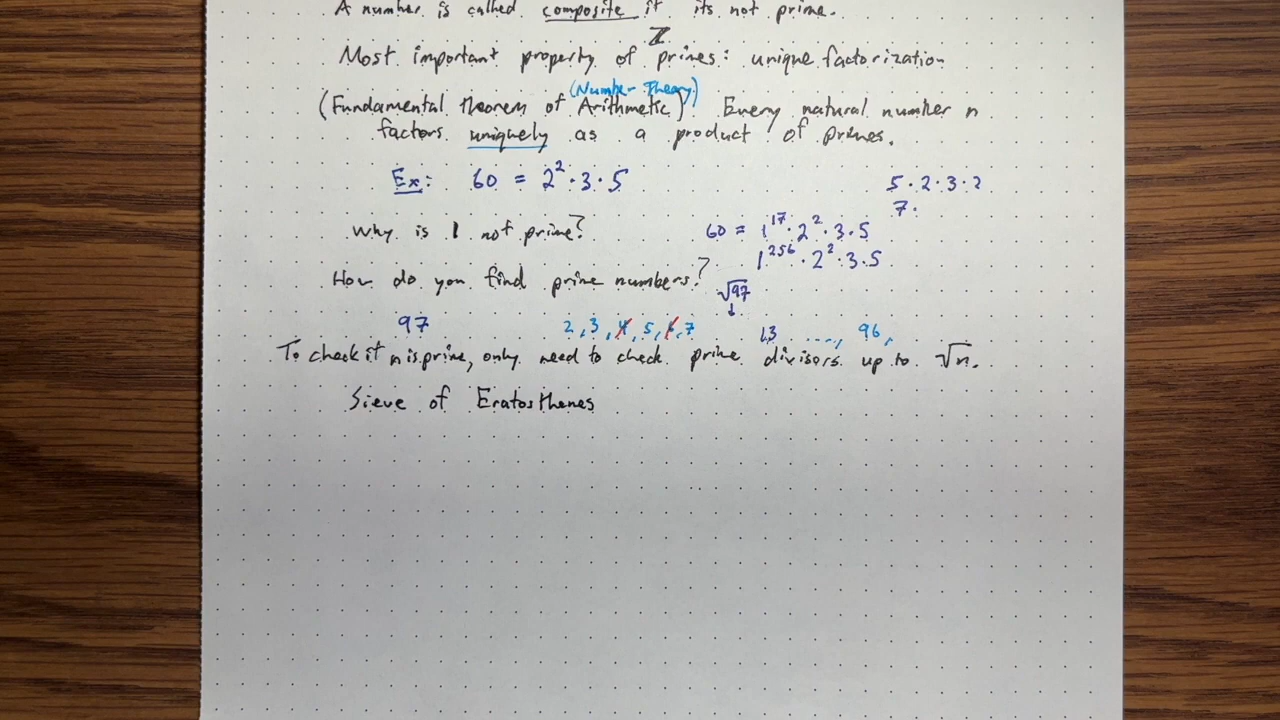 A number is called composite if its not prime.
ℤ
Most important property of primes: unique factorization
(Number Theory)
(Fundamental theorem of Arithmetic) Every natural number n
factors uniquely as a product of primes.
Ex: 60 = 2²·3·5
5·2·3·2
7·
Why is 1 not prime?
60 = 1¹⁷·2²·3·5
1²⁵⁶·2²·3·5
How do you find prime numbers?
√97
↓
97 2, 3, 4, 5, 6, 7 13 ...., 96,
To check if n is prime, only need to check prime divisors up to √n.
Sieve of Eratosthenes